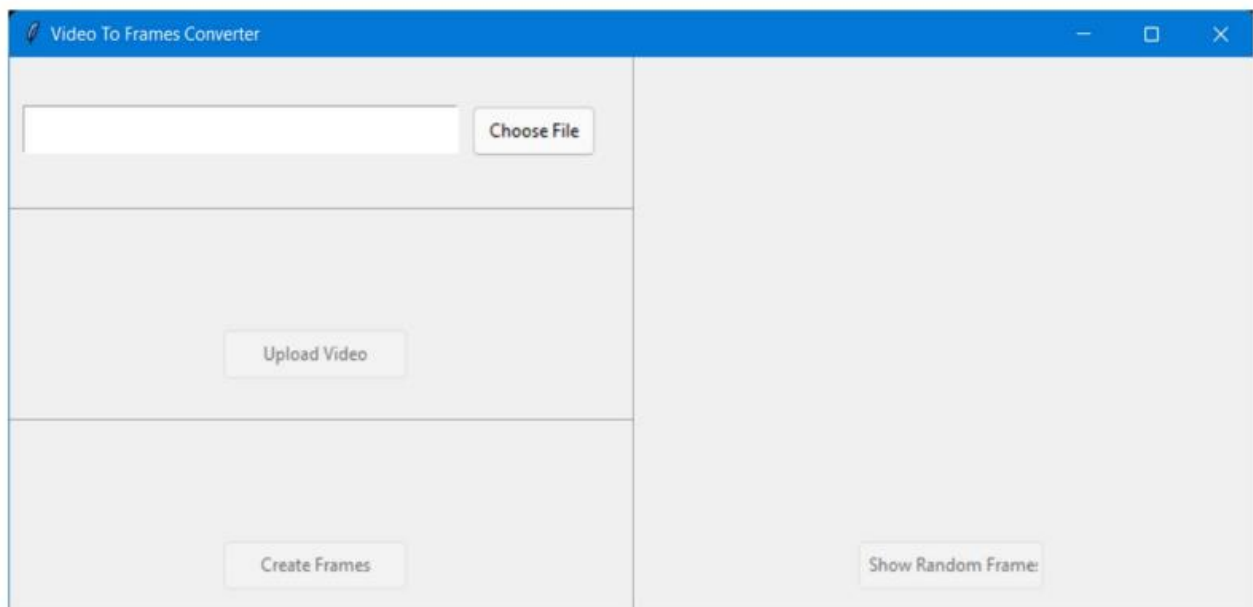 Video To Frames Converter
Choose File
Upload Video
Create Frames
Show Random Frame